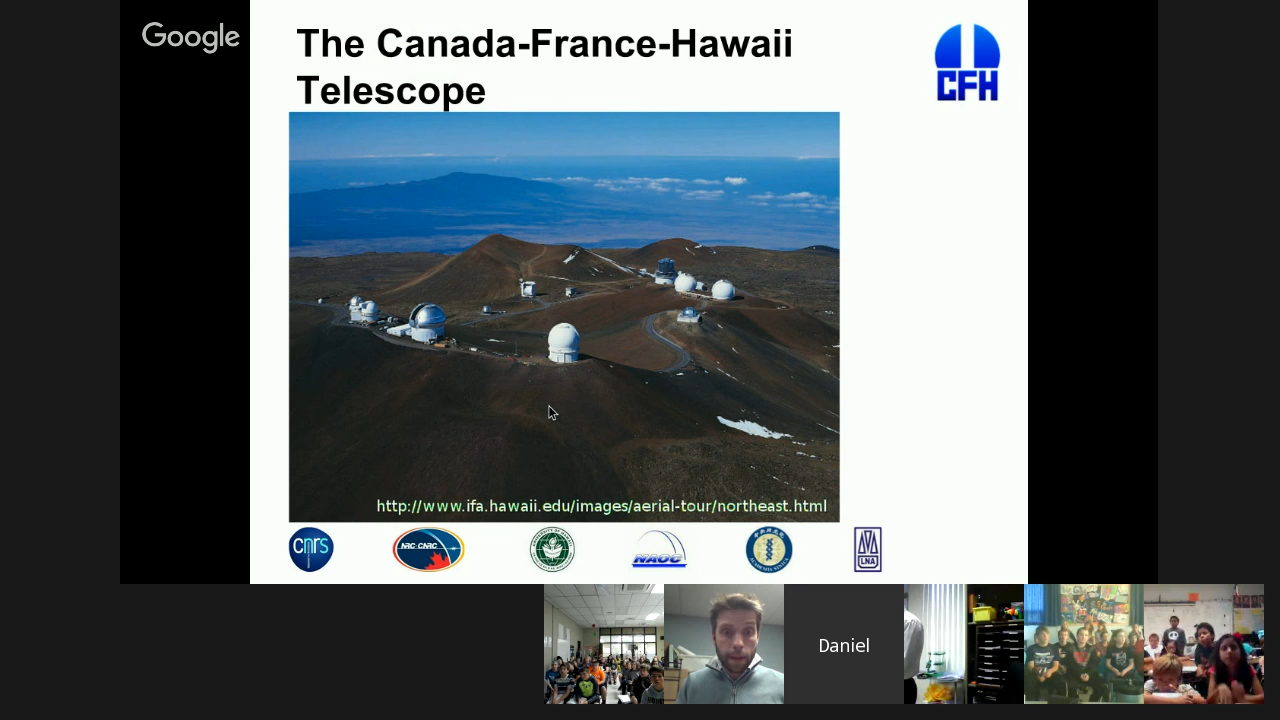 Google
The Canada-France-Hawaii
Telescope
CFH
http://www.ifa.hawaii.edu/images/aerial-tour/northeast.html
cnrs
NRC·CNRC
NAOC
LNA
Daniel